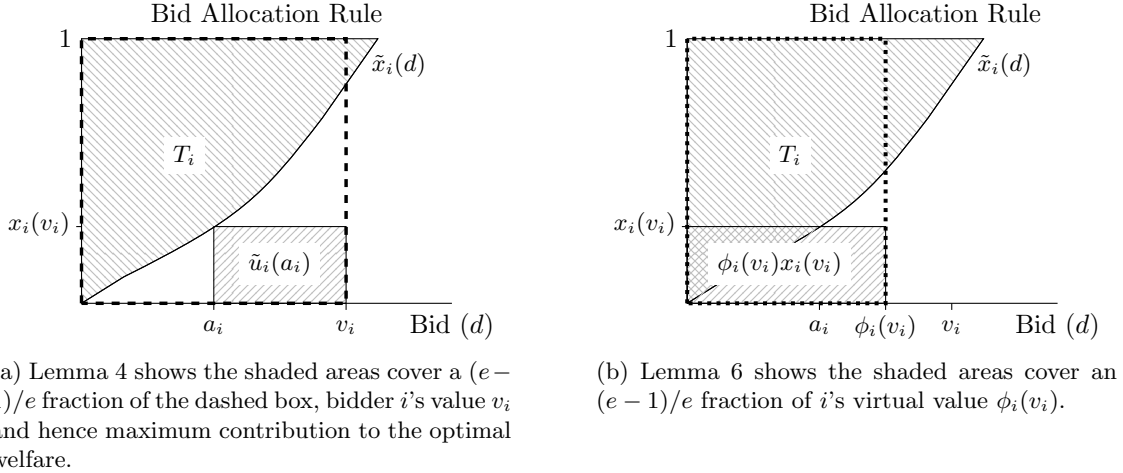 Bid Allocation Rule
1
x̃ᵢ(d)
Tᵢ
xᵢ(vᵢ)
ũᵢ(aᵢ)
aᵢ
vᵢ
Bid (d)
a) Lemma 4 shows the shaded areas cover a (e−
)/e fraction of the dashed box, bidder i's value vᵢ
and hence maximum contribution to the optimal
welfare.
Bid Allocation Rule
1
x̃ᵢ(d)
Tᵢ
xᵢ(vᵢ)
ϕᵢ(vᵢ)xᵢ(vᵢ)
aᵢ
ϕᵢ(vᵢ)
vᵢ
Bid (d)
(b) Lemma 6 shows the shaded areas cover an
(e − 1)/e fraction of i's virtual value ϕᵢ(vᵢ).